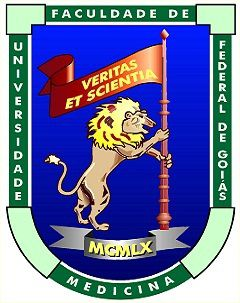 FACULDADE DE
UNIVERSIDADE
FEDERAL DE GOIÁS
VERITAS
ET SCIENTIA
MCMLX
MEDICINA